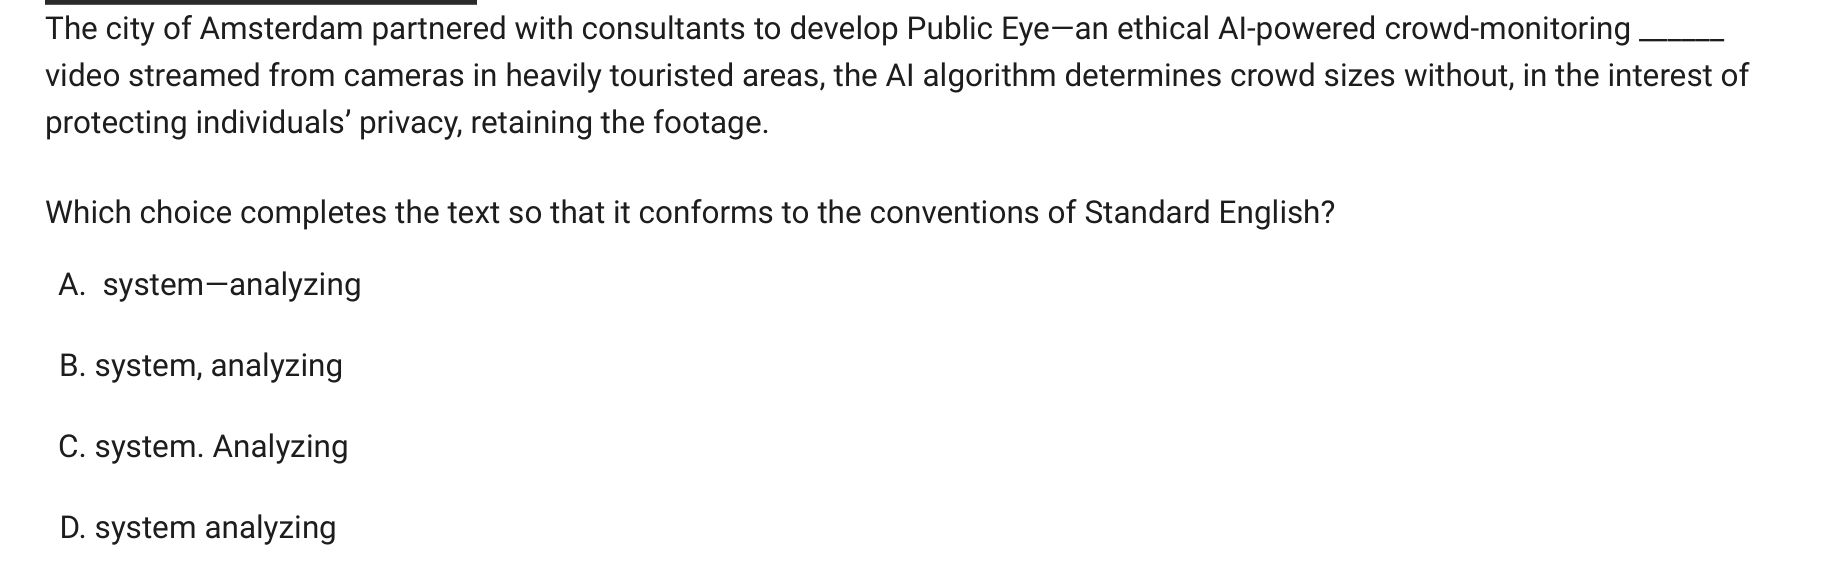 The city of Amsterdam partnered with consultants to develop Public Eye—an ethical AI-powered crowd-monitoring ______
video streamed from cameras in heavily touristed areas, the AI algorithm determines crowd sizes without, in the interest of
protecting individuals’ privacy, retaining the footage.
Which choice completes the text so that it conforms to the conventions of Standard English?
A. system—analyzing
B. system, analyzing
C. system. Analyzing
D. system analyzing